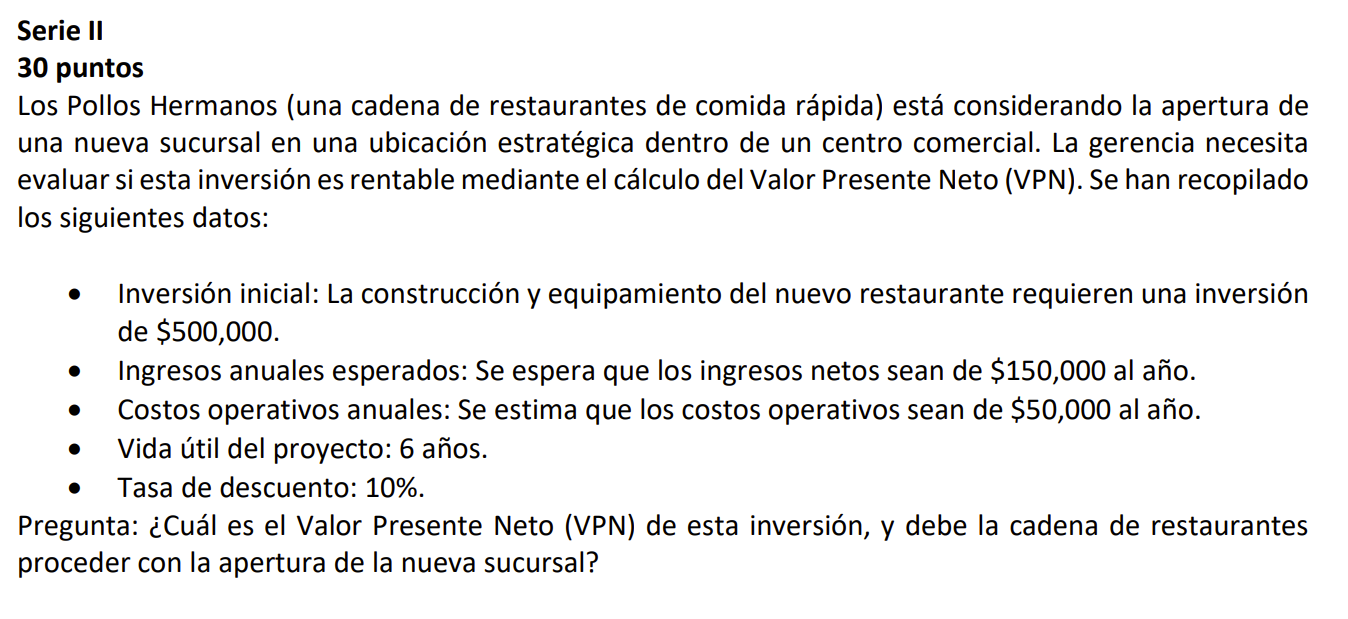 Serie II
30 puntos
Los Pollos Hermanos (una cadena de restaurantes de comida rápida) está considerando la apertura de
una nueva sucursal en una ubicación estratégica dentro de un centro comercial. La gerencia necesita
evaluar si esta inversión es rentable mediante el cálculo del Valor Presente Neto (VPN). Se han recopilado
los siguientes datos:
• Inversión inicial: La construcción y equipamiento del nuevo restaurante requieren una inversión
de $500,000.
• Ingresos anuales esperados: Se espera que los ingresos netos sean de $150,000 al año.
• Costos operativos anuales: Se estima que los costos operativos sean de $50,000 al año.
• Vida útil del proyecto: 6 años.
• Tasa de descuento: 10%.
Pregunta: ¿Cuál es el Valor Presente Neto (VPN) de esta inversión, y debe la cadena de restaurantes
proceder con la apertura de la nueva sucursal?